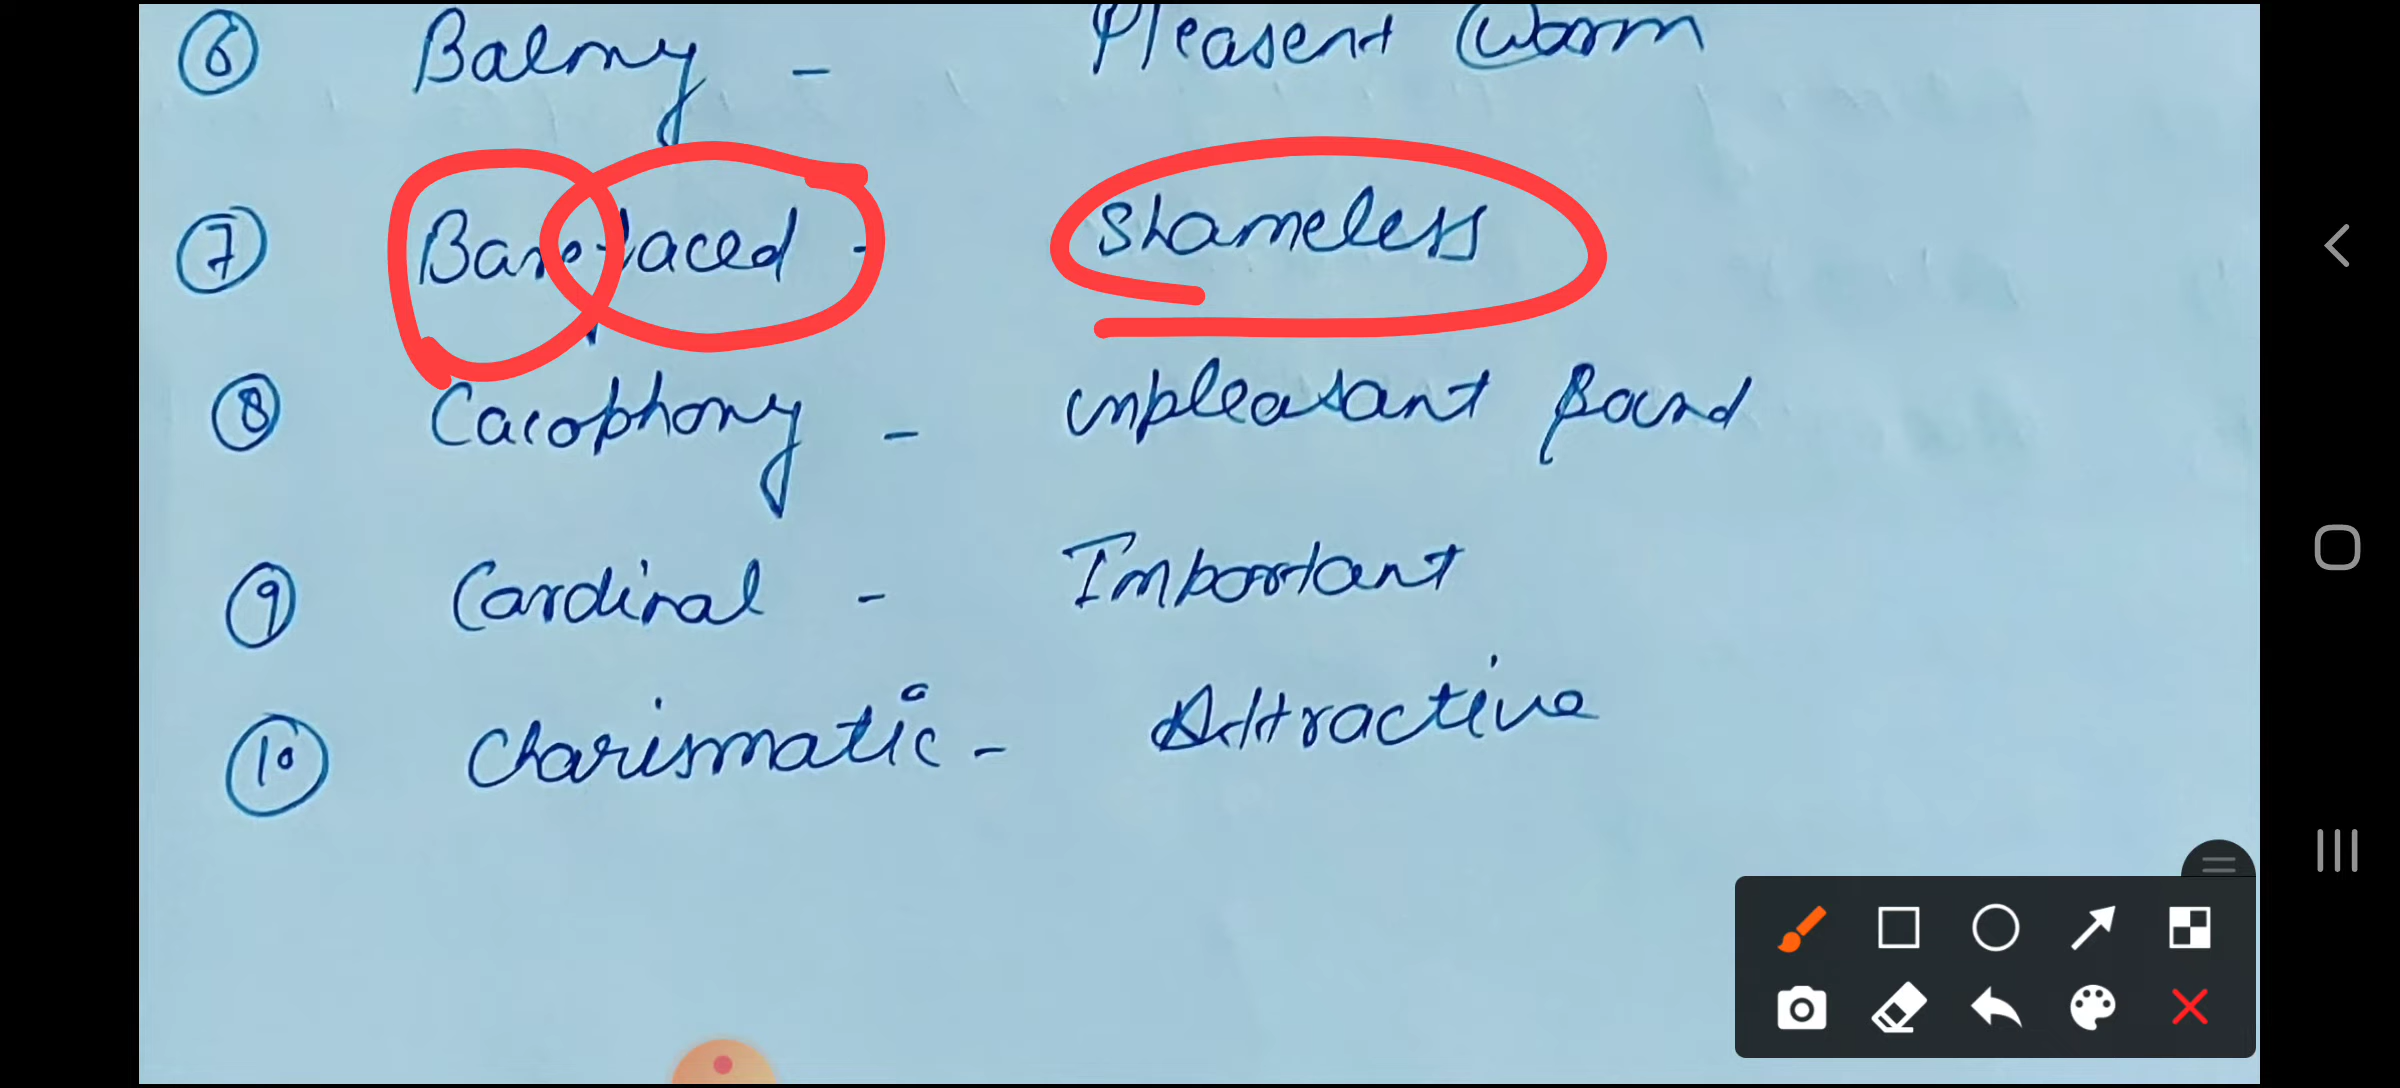 6 Balmy - Pleasent Warm
7 Barefaced - Shameless
8 Cacophony - unpleasant sound
9 Cardinal - Important
10 Charismatic - Attractive